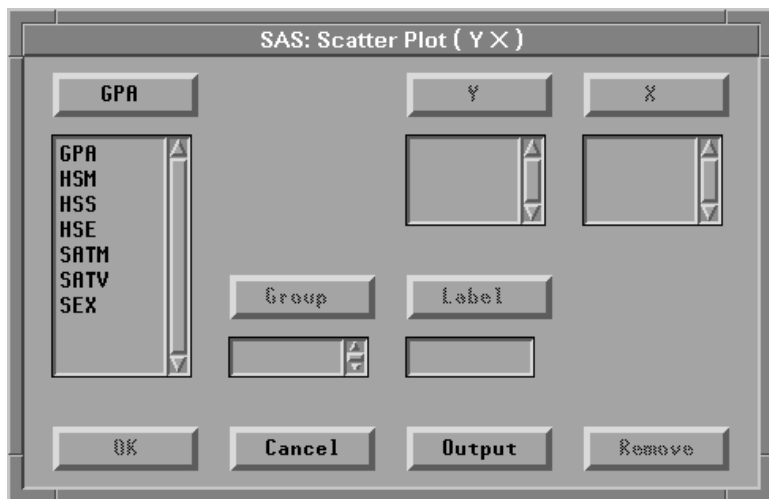 SAS: Scatter Plot ( Y X )
GPA
Y
X
GPA
HSM
HSS
HSE
SATM
SATV
SEX
Group
Label
OK
Cancel
Output
Remove